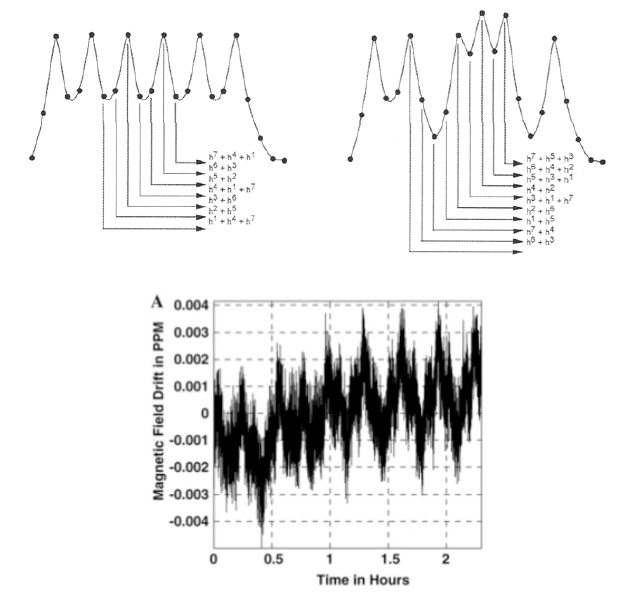 h⁷ + h⁴ + h¹
h⁶ + h³
h⁵ + h²
h⁴ + h¹ + h⁷
h³ + h⁶
h² + h⁵
h¹ + h⁴ + h⁷
h⁷ + h⁵ + h³
h⁶ + h⁴ + h²
h⁵ + h³ + h¹
h⁴ + h²
h³ + h¹ + h⁷
h² + h⁶
h¹ + h⁵
h⁷ + h⁴
h⁶ + h³
A
Magnetic Field Drift in PPM
0.004
0.003
0.002
0.001
0
-0.001
-0.002
-0.003
-0.004
0 0.5 1 1.5 2
Time in Hours